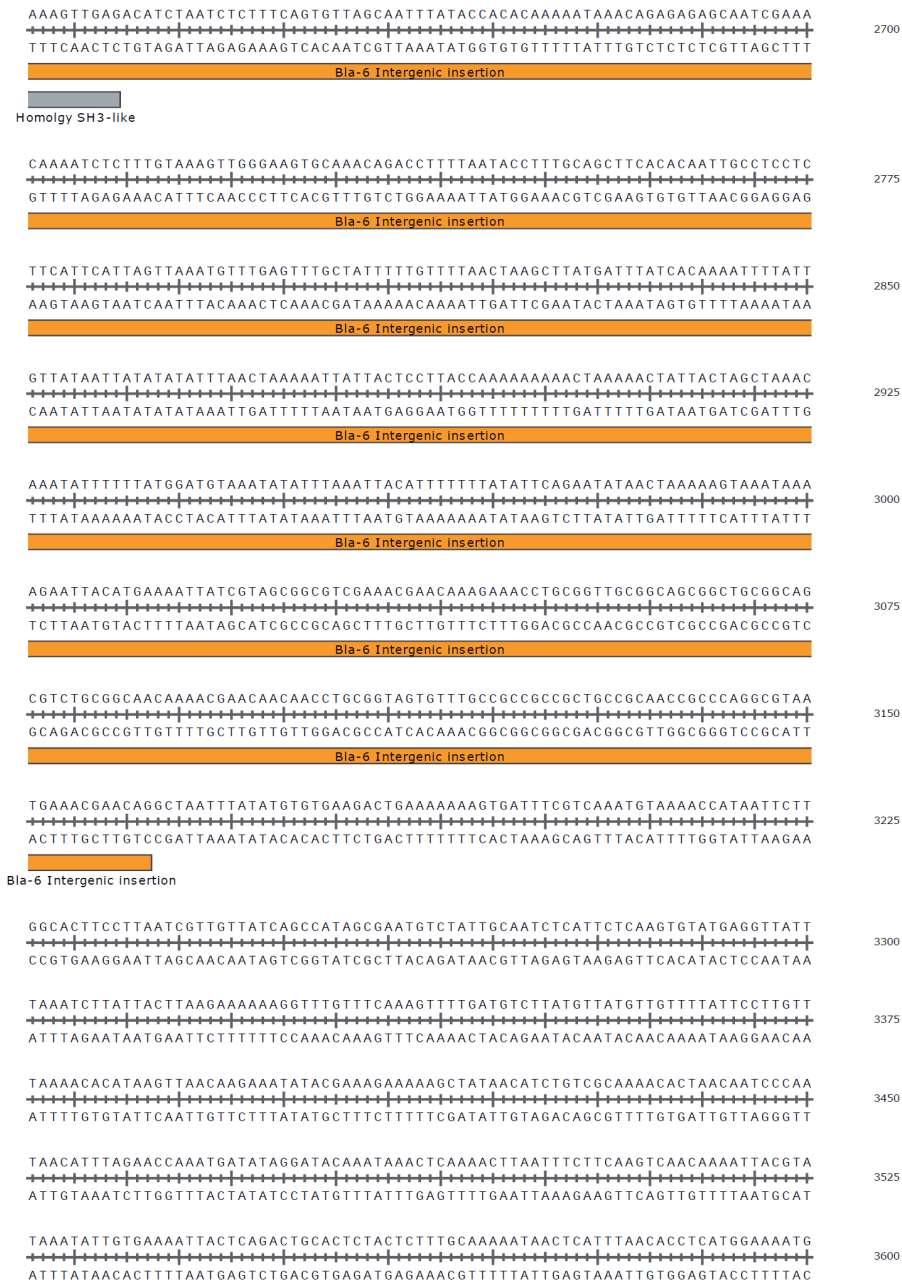 AAAGTTGAGACATCTAATCTCTTTCAGTGTTAGCAATTTATACCACACAAAAATAAACAGAGAGAGCAATCGAAA
2700
TTTCAACTCTGTAGATTAGAGAAAGTCACAATCGTTAAATATGGTGTGTTTTTATTTGTCTCTCTCGTTAGCTTT
Bla-6 Intergenic insertion
Homolgy SH3-like
CAAAATCTCTTTGTAAAGTTGGGAAGTGCAAACAGACCTTTTAATACCTTTGCAGCTTCACACAATTGCCTCCTC
2775
GTTTTAGAGAAACATTTCAACCCTTCACGTTTGTCTGGAAAATTATGGAAACGTCGAAGTGTGTTAACGGAGGAG
Bla-6 Intergenic insertion
TTCATTCATTAGTTAAATGTTTGAGTTTGCTATTTTTGTTTTAACTAAGCTTATGATTTATCACAAAATTTTATT
2850
AAGTAAGTAATCAATTTACAAACTCAAACGATAAAAACAAAATTGATTCGAATACTAAATAGTGTTTTAAAATAA
Bla-6 Intergenic insertion
GTTATAATTATATATATTTAACTAAAAATTATTACTCCTTACCAAAAAAAAACTAAAAACTATTACTAGCTAAAC
2925
CAATATTAATATATATAAATTGATTTTTAATAATGAGGAATGGTTTTTTTTTGATTTTTGATAATGATCGATTTG
Bla-6 Intergenic insertion
AAATATTTTTTATGGATGTAAATATATTTAAATTACATTTTTTTATATTCAGAATATAACTAAAAAGTAAATAAA
3000
TTTATAAAAAATACCTACATTTATATAAATTTAATGTAAAAAAATATAAGTCTTATATTGATTTTTCATTTATTT
Bla-6 Intergenic insertion
AGAATTACATGAAAATTATCGTAGCGGCGTCGAAACGAACAAAGAAACCTGCGGTTGCGGCAGCGGCTGCGGCAG
3075
TCTTAATGTACTTTTAATAGCATCGCCGCAGCTTTGCTTGTTTCTTTGGACGCCAACGCCGTCGCCGACGCCGTC
Bla-6 Intergenic insertion
CGTCTGCGGCAACAAAACGAACAACAACCTGCGGTAGTGTTTGCCGCCGCCGCTGCCGCAACCGCCCAGGCGTAA
3150
GCAGACGCCGTTGTTTTGCTTGTTGTTGGACGCCATCACAAACGGCGGCGGCGACGGCGTTGGCGGGTCCGCATT
Bla-6 Intergenic insertion
TGAAACGAACAGGCTAATTTATATGTGTGAAGACTGAAAAAAAGTGATTTCGTCAAATGTAAAACCATAATTCTT
3225
ACTTTGCTTGTCCGATTAAATATACACACTTCTGACTTTTTTTCACTAAAGCAGTTTACATTTTGGTATTAAGAA
Bla-6 Intergenic insertion
GGCACTTCCTTAATCGTTGTTATCAGCCATAGCGAATGTCTATTGCAATCTCATTCTCAAGTGTATGAGGTTATT
3300
CCGTGAAGGAATTAGCAACAATAGTCGGTATCGCTTACAGATAACGTTAGAGTAAGAGTTCACATACTCCAATAA
TAAATCTTATTACTTAAGAAAAAAGGTTTGTTTCAAAGTTTTGATGTCTTATGTTATGTTGTTTTATTCCTTGTT
3375
ATTTAGAATAATGAATTCTTTTTTCCAAACAAAGTTTCAAAACTACAGAATACAATACAACAAAATAAGGAACAA
TAAAACACATAAGTTAACAAGAAATATACGAAAGAAAAAGCTATAACATCTGTCGCAAAACACTAACAATCCCAA
3450
ATTTTGTGTATTCAATTGTTCTTTATATGCTTTCTTTTTCGATATTGTAGACAGCGTTTTGTGATTGTTAGGGTT
TAACATTTAGAACCAAATGATATAGGATACAAATAAACTCAAAACTTAATTTCTTCAAGTCAACAAAATTACGTA
3525
ATTGTAAATCTTGGTTTACTATATCCTATGTTTATTTGAGTTTTGAATTAAAGAAGTTCAGTTGTTTTAATGCAT
TAAATATTGTGAAAATTACTCAGACTGCACTCTACTCTTTGCAAAAATAACTCATTTAACACCTCATGGAAAATG
3600
ATTTATAACACTTTTAATGAGTCTGACGTGAGATGAGAAACGTTTTTATTGAGTAAATTGTGGAGTACCTTTTAC